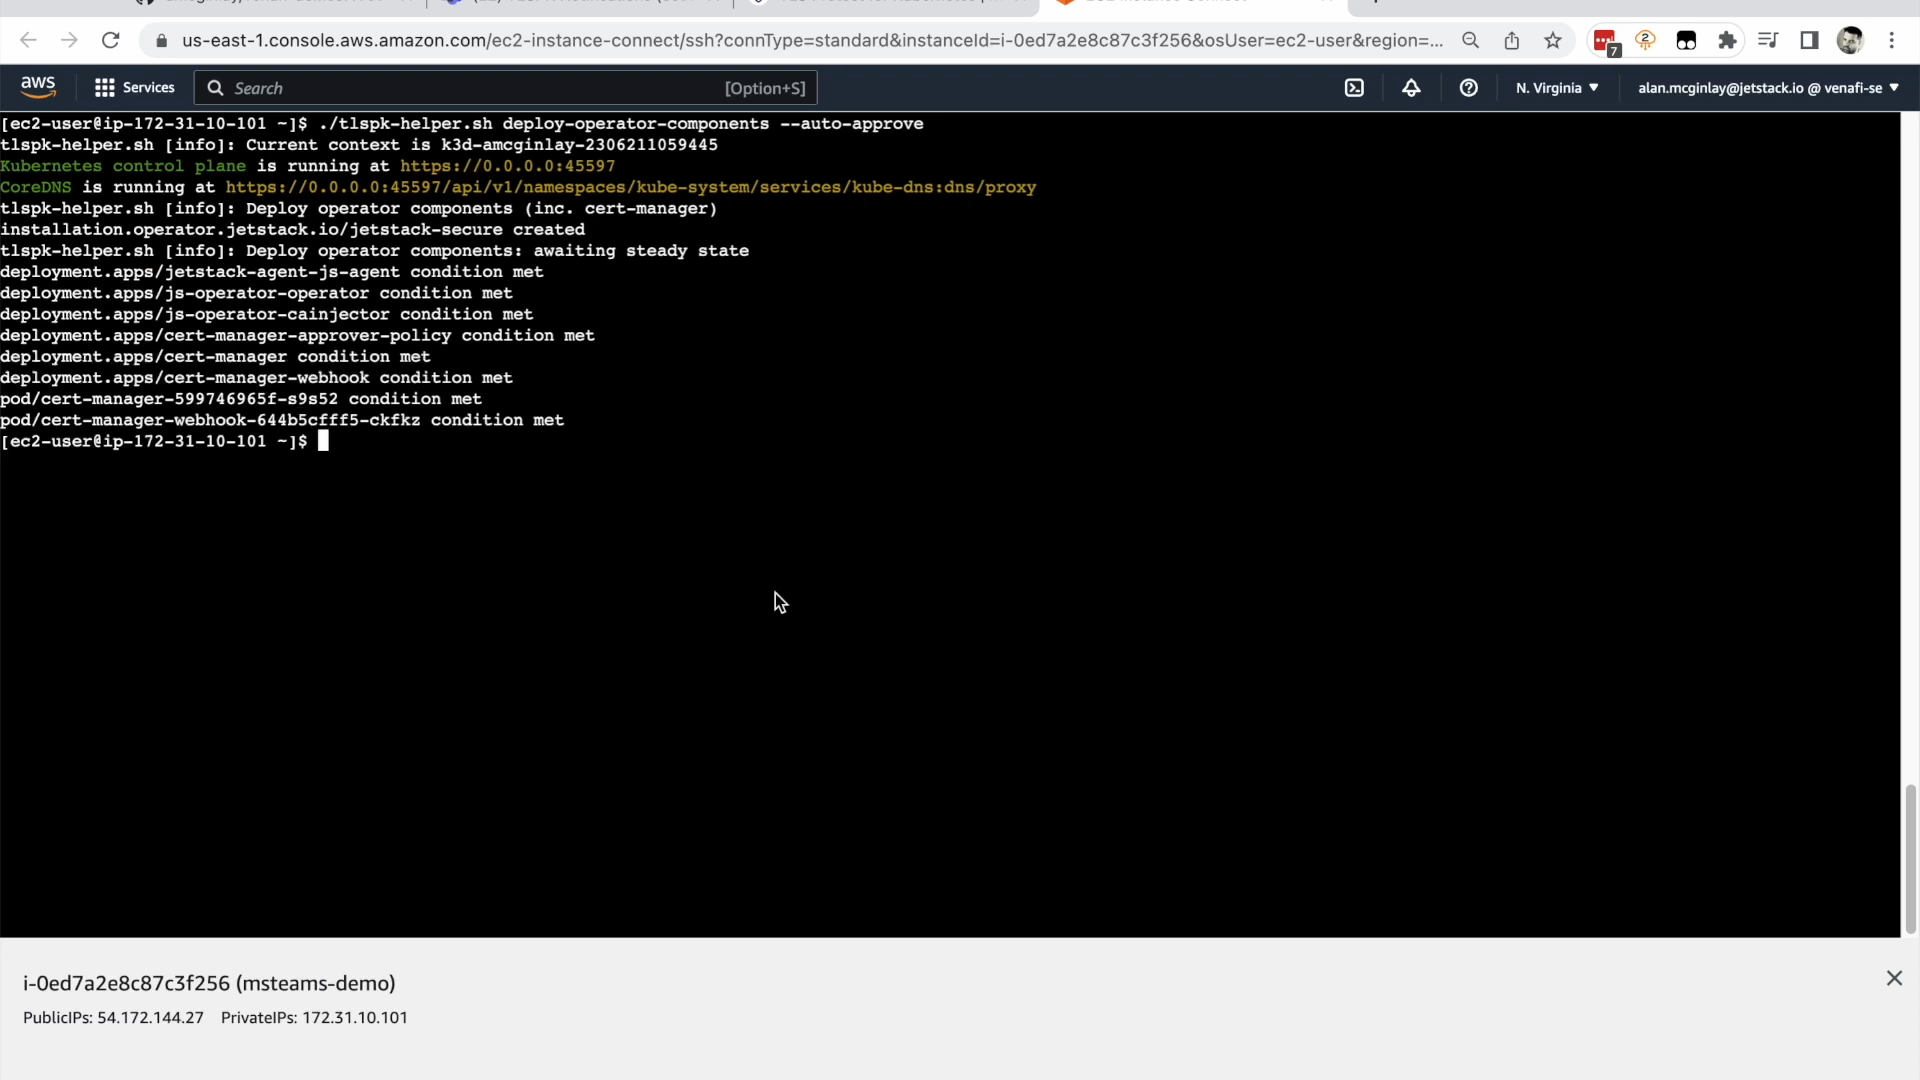 us-east-1.console.aws.amazon.com/ec2-instance-connect/ssh?connType=standard&instanceId=i-0ed7a2e8c87c3f256&osUser=ec2-user&region=...
7
2
aws
Services
Search
[Option+S]
N. Virginia ▼
alan.mcginlay@jetstack.io @ venafi-se ▼
[ec2-user@ip-172-31-10-101 ~]$ ./tlspk-helper.sh deploy-operator-components --auto-approve
tlspk-helper.sh [info]: Current context is k3d-amcginlay-2306211059445
Kubernetes control plane is running at https://0.0.0.0:45597
CoreDNS is running at https://0.0.0.0:45597/api/v1/namespaces/kube-system/services/kube-dns:dns/proxy
tlspk-helper.sh [info]: Deploy operator components (inc. cert-manager)
installation.operator.jetstack.io/jetstack-secure created
tlspk-helper.sh [info]: Deploy operator components: awaiting steady state
deployment.apps/jetstack-agent-js-agent condition met
deployment.apps/js-operator-operator condition met
deployment.apps/js-operator-cainjector condition met
deployment.apps/cert-manager-approver-policy condition met
deployment.apps/cert-manager condition met
deployment.apps/cert-manager-webhook condition met
pod/cert-manager-599746965f-s9s52 condition met
pod/cert-manager-webhook-644b5cfff5-ckfkz condition met
[ec2-user@ip-172-31-10-101 ~]$
i-0ed7a2e8c87c3f256 (msteams-demo)
PublicIPs: 54.172.144.27 PrivateIPs: 172.31.10.101